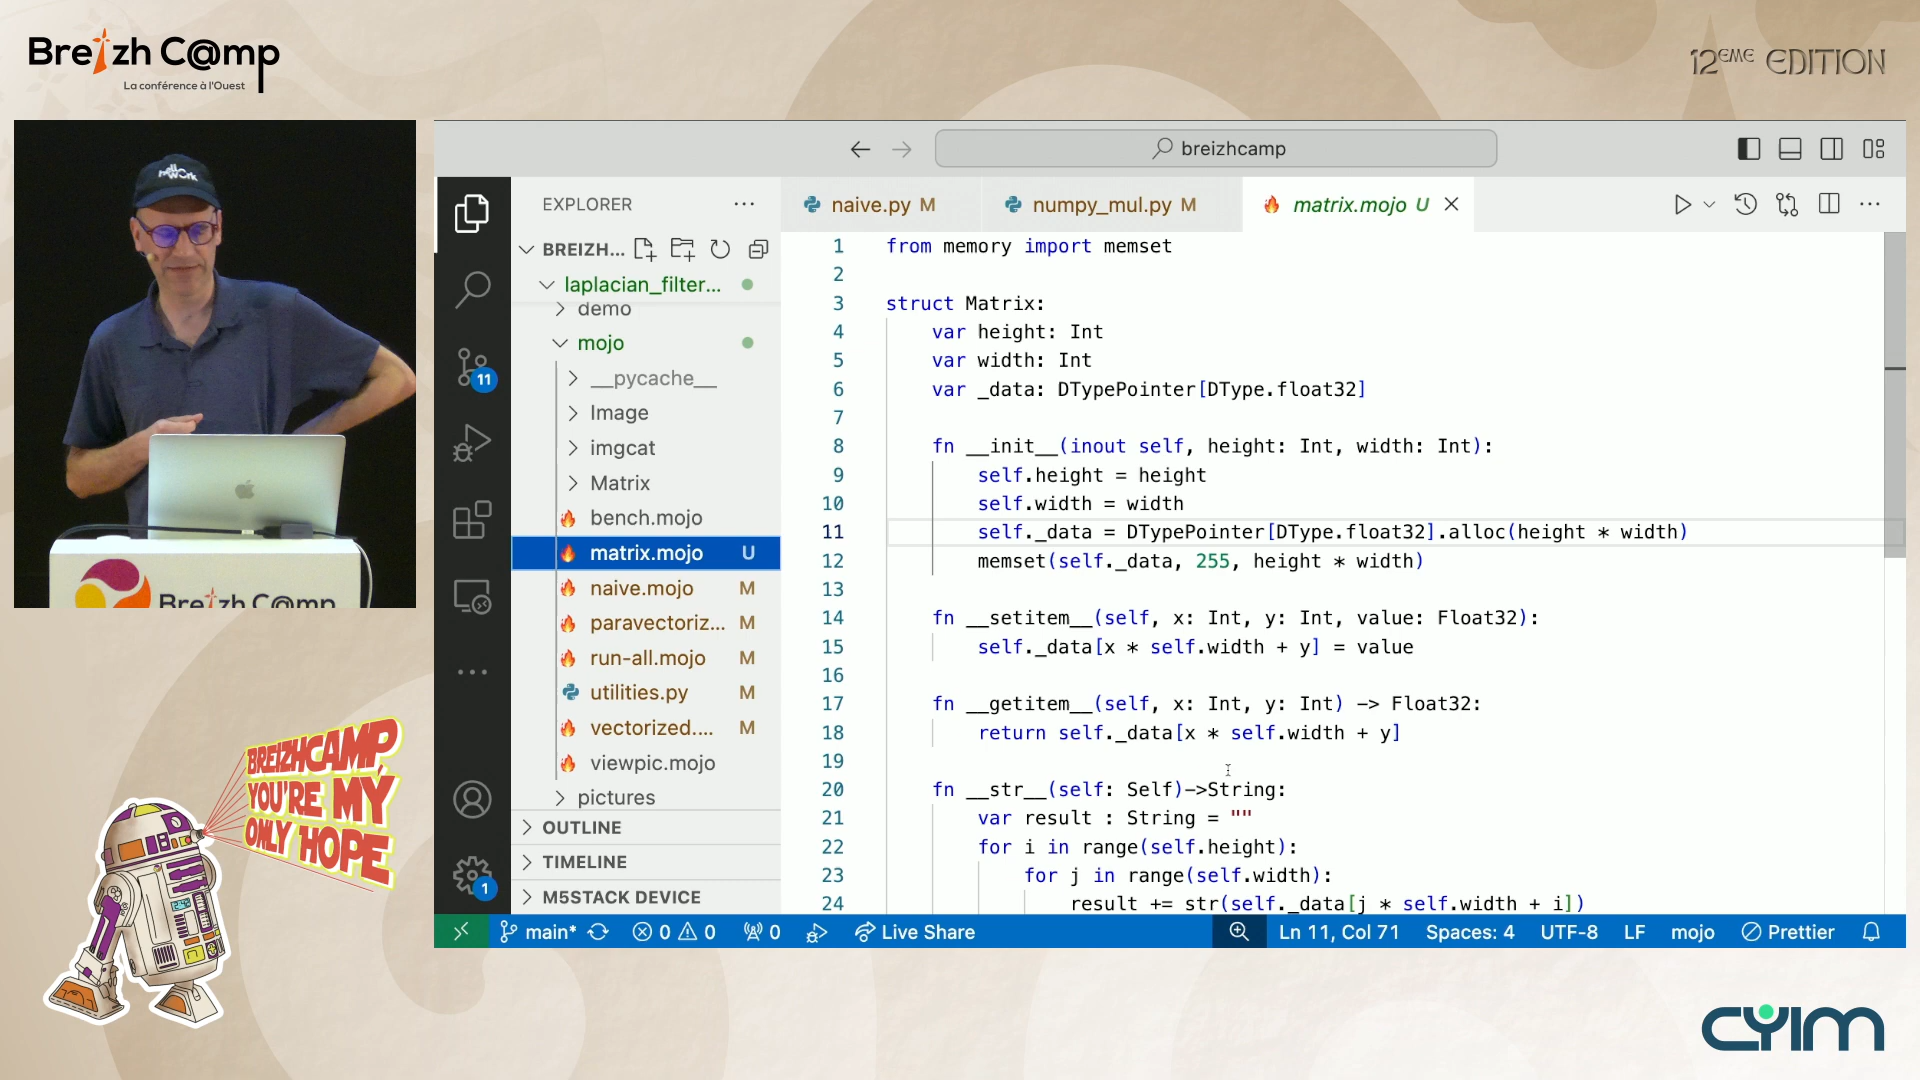 Breizh C@mp
La conférence à l'Ouest
12EME EDITION
hellowork
Breizh C@mp
BREIZHCAMP,
YOU'RE MY
ONLY HOPE
breizhcamp
EXPLORER
naive.py M
numpy_mul.py M
matrix.mojo U
BREIZH...
laplacian_filter...
demo
mojo
__pycache__
Image
imgcat
Matrix
bench.mojo
matrix.mojo U
naive.mojo M
paravectoriz... M
run-all.mojo M
utilities.py M
vectorized.... M
viewpic.mojo
pictures
OUTLINE
TIMELINE
M5STACK DEVICE
11
1
1 from memory import memset
2
3 struct Matrix:
4 var height: Int
5 var width: Int
6 var _data: DTypePointer[DType.float32]
7
8 fn __init__(inout self, height: Int, width: Int):
9 self.height = height
10 self.width = width
11 self._data = DTypePointer[DType.float32].alloc(height * width)
12 memset(self._data, 255, height * width)
13
14 fn __setitem__(self, x: Int, y: Int, value: Float32):
15 self._data[x * self.width + y] = value
16
17 fn __getitem__(self, x: Int, y: Int) -> Float32:
18 return self._data[x * self.width + y]
19
20 fn __str__(self: Self)->String:
21 var result : String = ""
22 for i in range(self.height):
23 for j in range(self.width):
24 result += str(self._data[j * self.width + i])
main* 0 0 0 Live Share Ln 11, Col 71 Spaces: 4 UTF-8 LF mojo Prettier
CYIM